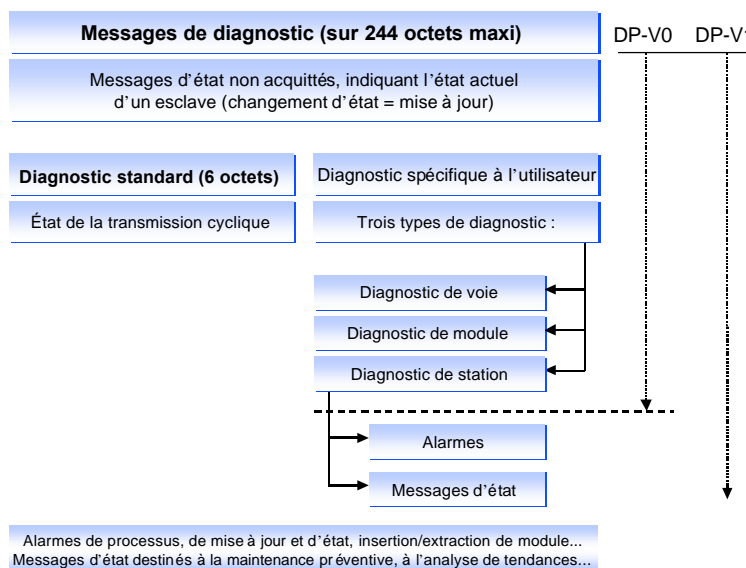 Messages de diagnostic (sur 244 octets maxi)
DP-V0 DP-V1
Messages d'état non acquittés, indiquant l'état actuel
d'un esclave (changement d'état = mise à jour)
Diagnostic standard (6 octets)
Diagnostic spécifique à l'utilisateur
État de la transmission cyclique
Trois types de diagnostic :
Diagnostic de voie
Diagnostic de module
Diagnostic de station
Alarmes
Messages d'état
Alarmes de processus, de mise à jour et d'état, insertion/extraction de module...
Messages d'état destinés à la maintenance préventive, à l'analyse de tendances...